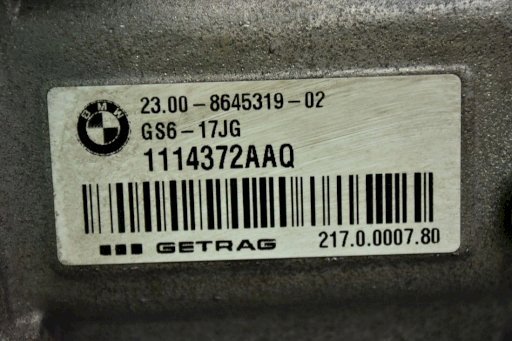 BMW
23.00-8645319-02
GS6-17JG
1114372AAQ
GETRAG
217.0.0007.80